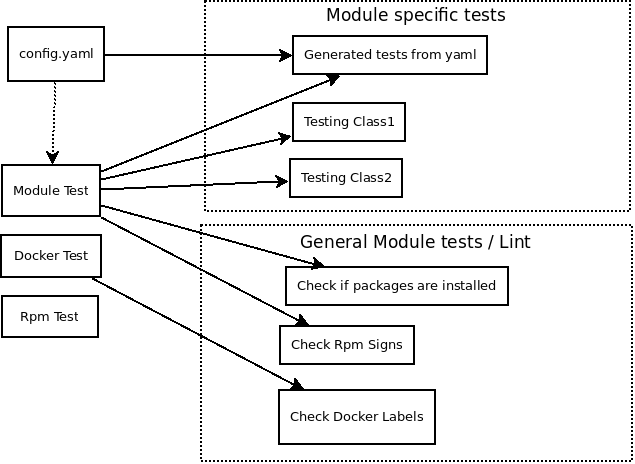 Module specific tests
config.yaml
Generated tests from yaml
Testing Class1
Testing Class2
Module Test
Docker Test
Rpm Test
General Module tests / Lint
Check if packages are installed
Check Rpm Signs
Check Docker Labels